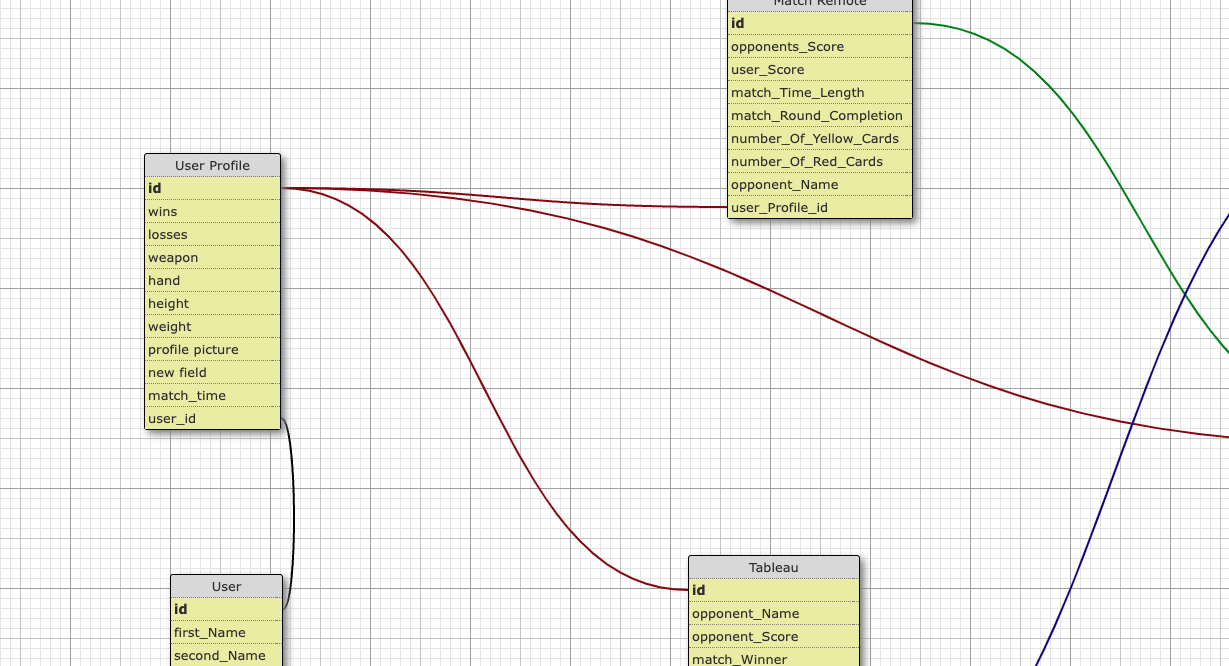 Match Remote
id
opponents_Score
user_Score
match_Time_Length
match_Round_Completion
number_Of_Yellow_Cards
number_Of_Red_Cards
opponent_Name
user_Profile_id
User Profile
id
wins
losses
weapon
hand
height
weight
profile picture
new field
match_time
user_id
User
id
first_Name
second_Name
Tableau
id
opponent_Name
opponent_Score
match_Winner